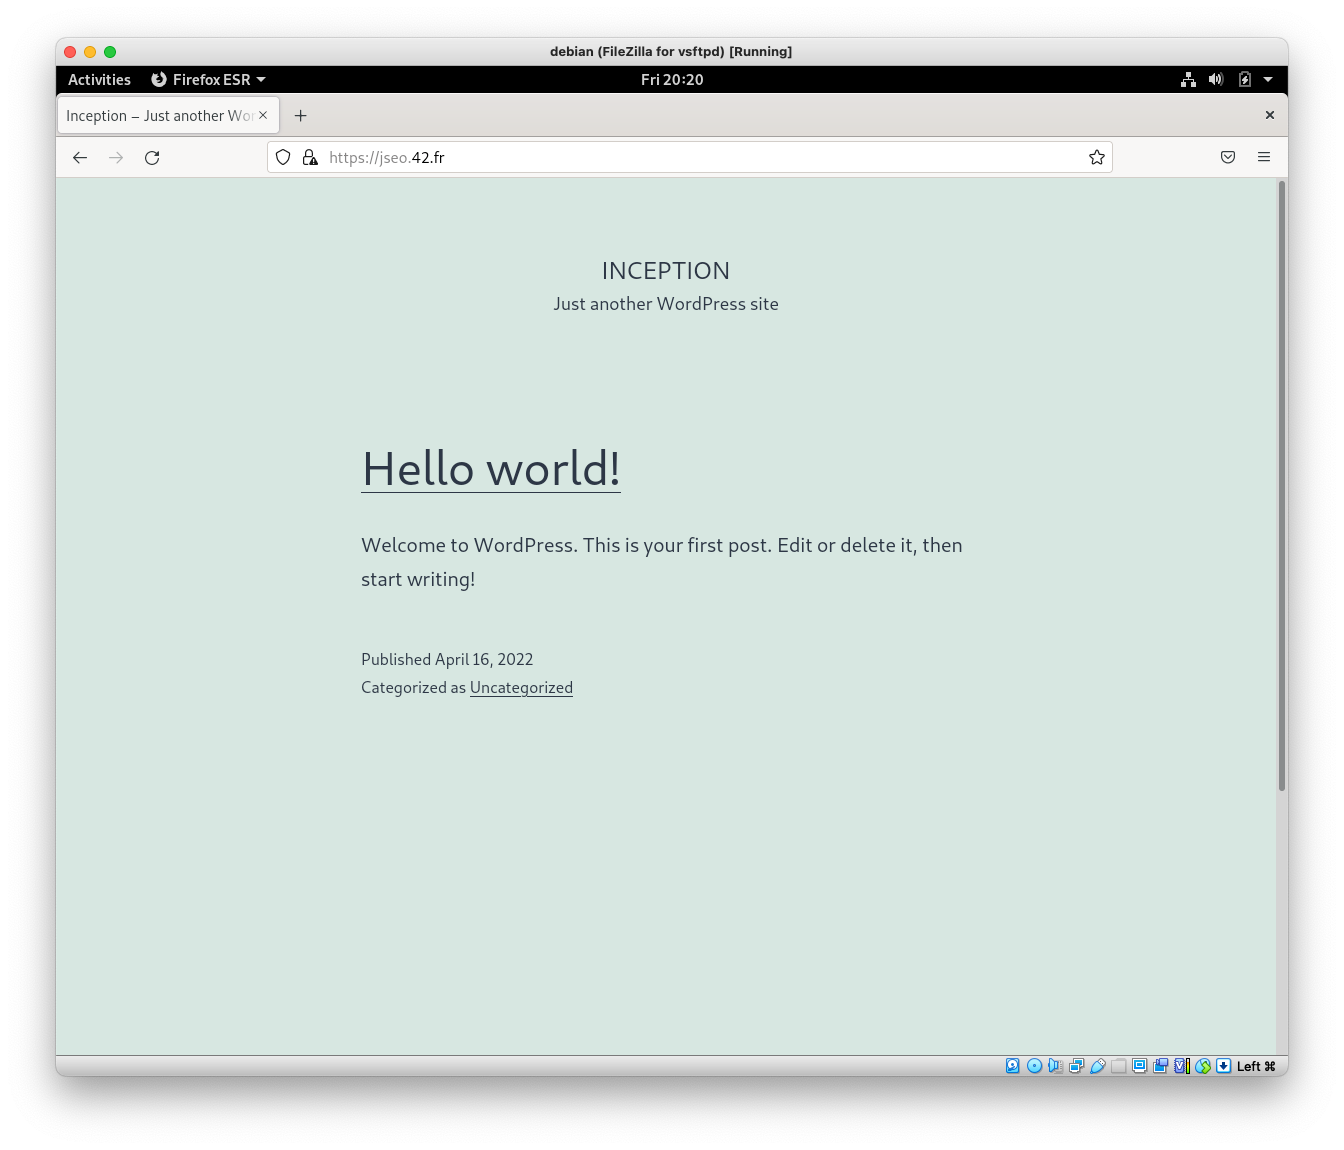 debian (FileZilla for vsftpd) [Running]
Activities Firefox ESR Fri 20:20
Inception – Just another Wor
https://jseo.42.fr
INCEPTION
Just another WordPress site
Hello world!
Welcome to WordPress. This is your first post. Edit or delete it, then
start writing!
Published April 16, 2022
Categorized as Uncategorized
Left ⌘